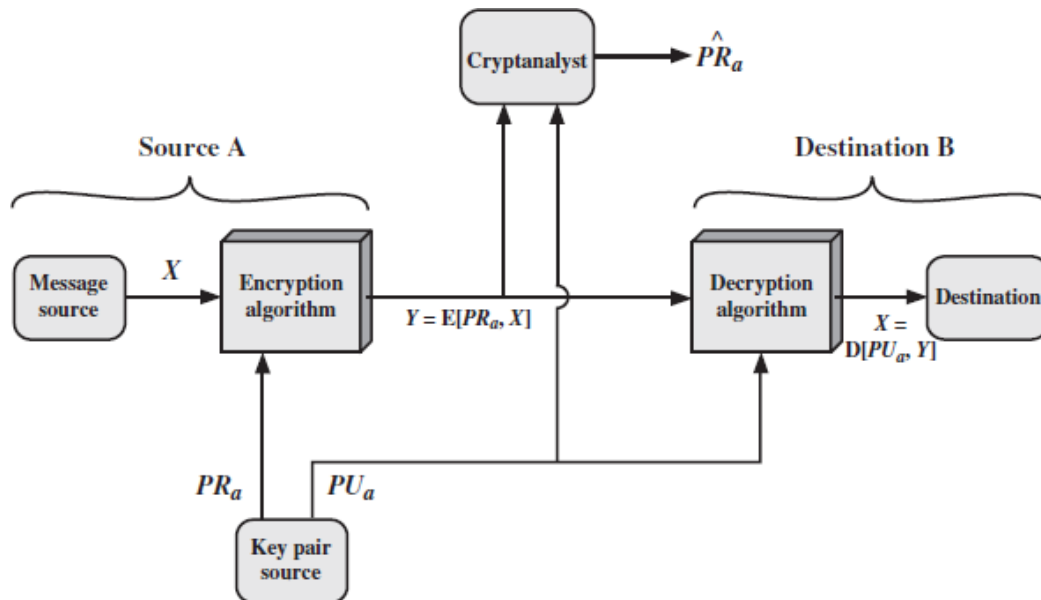 Cryptanalyst
P̂R_a
Source A
Destination B
Message
source
X
Encryption
algorithm
Y = E[PR_a, X]
Decryption
algorithm
X =
D[PU_a, Y]
Destination
PR_a
PU_a
Key pair
source